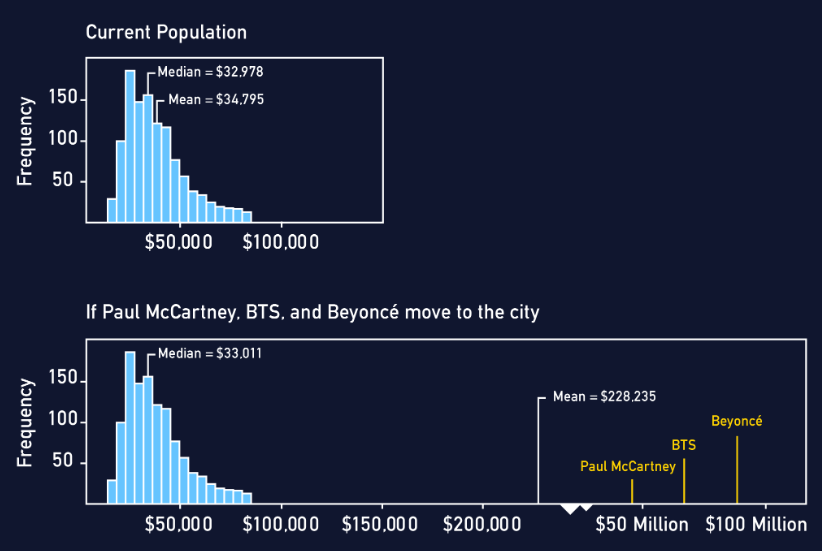 Current Population
Median = $32,978
Mean = $34,795
Frequency
150
100
50
$50,000 $100,000
If Paul McCartney, BTS, and Beyoncé move to the city
Median = $33,011
Mean = $228,235
Beyoncé
BTS
Paul McCartney
Frequency
150
100
50
$50,000 $100,000 $150,000 $200,000 $50 Million $100 Million